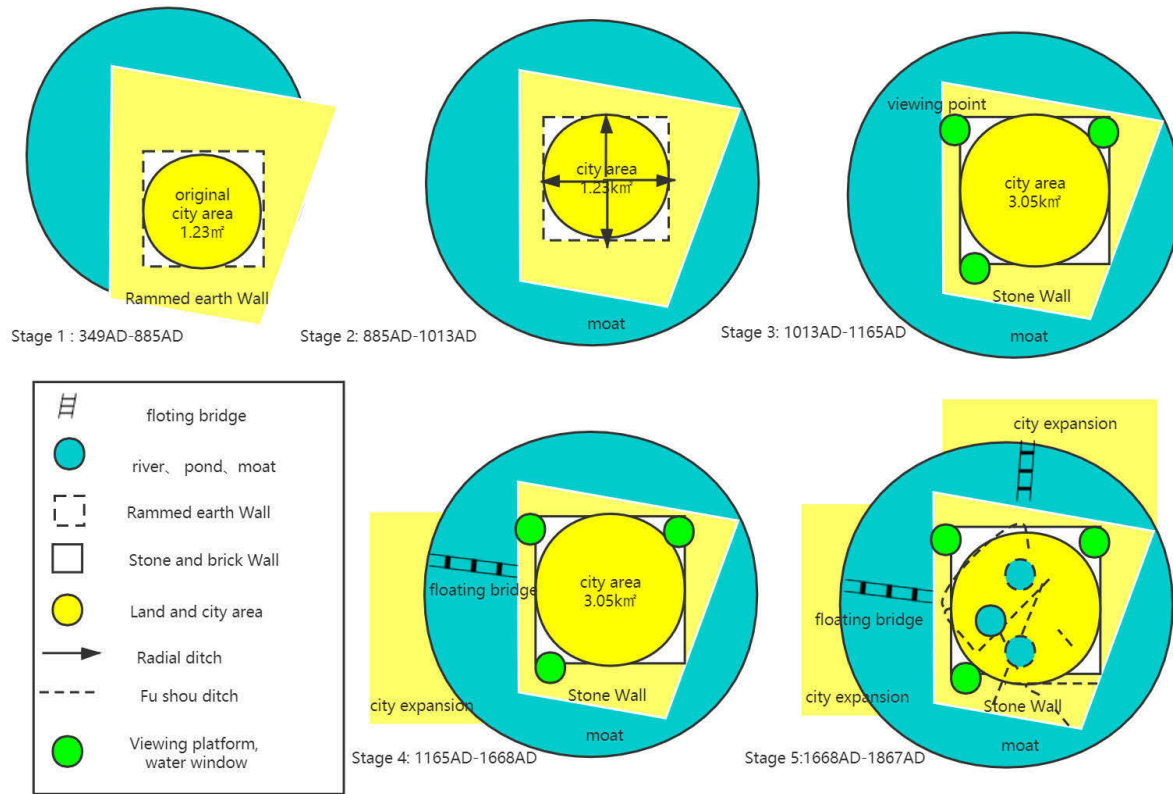 original
city area
1.23㎡
Rammed earth Wall
Stage 1 : 349AD-885AD
city area
1.23k㎡
moat
Stage 2: 885AD-1013AD
viewing point
city area
3.05k㎡
Stone Wall
moat
Stage 3: 1013AD-1165AD
floting bridge
river、 pond、moat
Rammed earth Wall
Stone and brick Wall
Land and city area
Radial ditch
Fu shou ditch
Viewing platform,
water window
floating bridge
city area
3.05k㎡
Stone Wall
city expansion
moat
Stage 4: 1165AD-1668AD
city expansion
floating bridge
city expansion
Stone Wall
moat
Stage 5:1668AD-1867AD